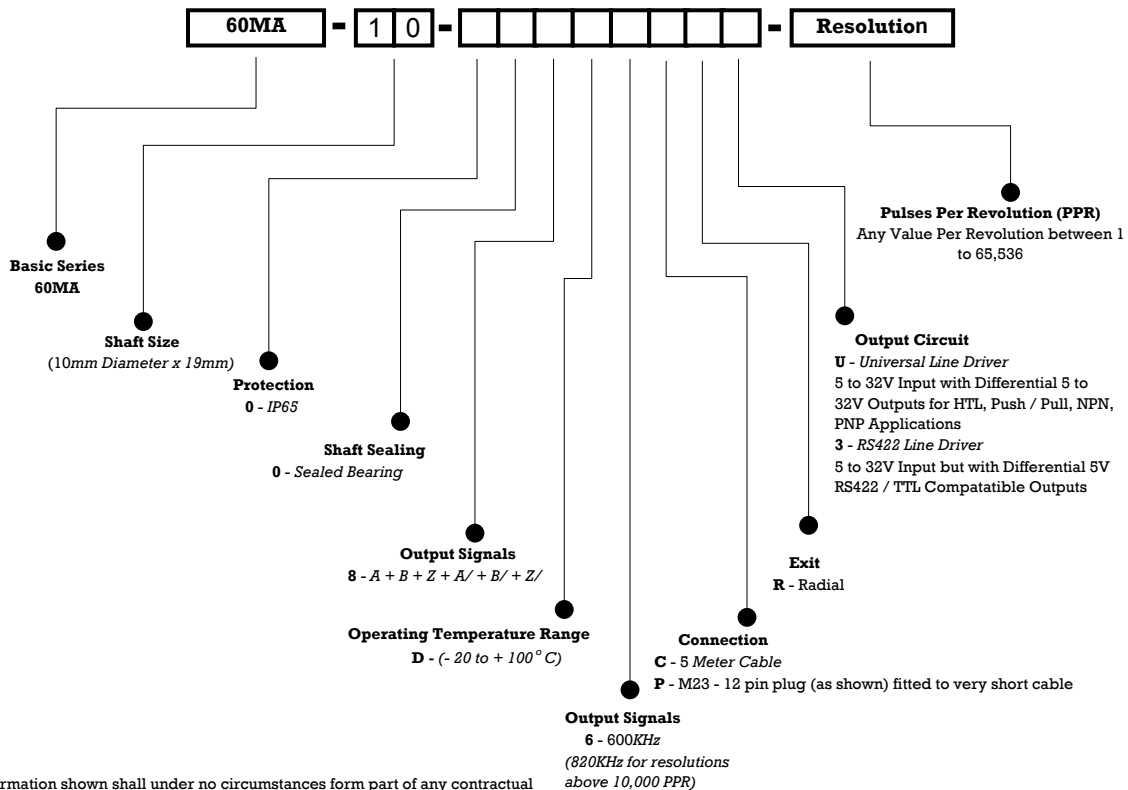 60MA - 1 0 - - Resolution
Pulses Per Revolution (PPR)
Any Value Per Revolution between 1
to 65,536
Basic Series
60MA
Shaft Size
(10mm Diameter x 19mm)
Protection
0 - IP65
Shaft Sealing
0 - Sealed Bearing
Output Circuit
U - Universal Line Driver
5 to 32V Input with Differential 5 to
32V Outputs for HTL, Push / Pull, NPN,
PNP Applications
3 - RS422 Line Driver
5 to 32V Input but with Differential 5V
RS422 / TTL Compatatible Outputs
Output Signals
8 - A + B + Z + A/ + B/ + Z/
Exit
R - Radial
Operating Temperature Range
D - (- 20 to + 100° C)
Connection
C - 5 Meter Cable
P - M23 - 12 pin plug (as shown) fitted to very short cable
Output Signals
6 - 600KHz
(820KHz for resolutions
above 10,000 PPR)
rmation shown shall under no circumstances form part of any contractual